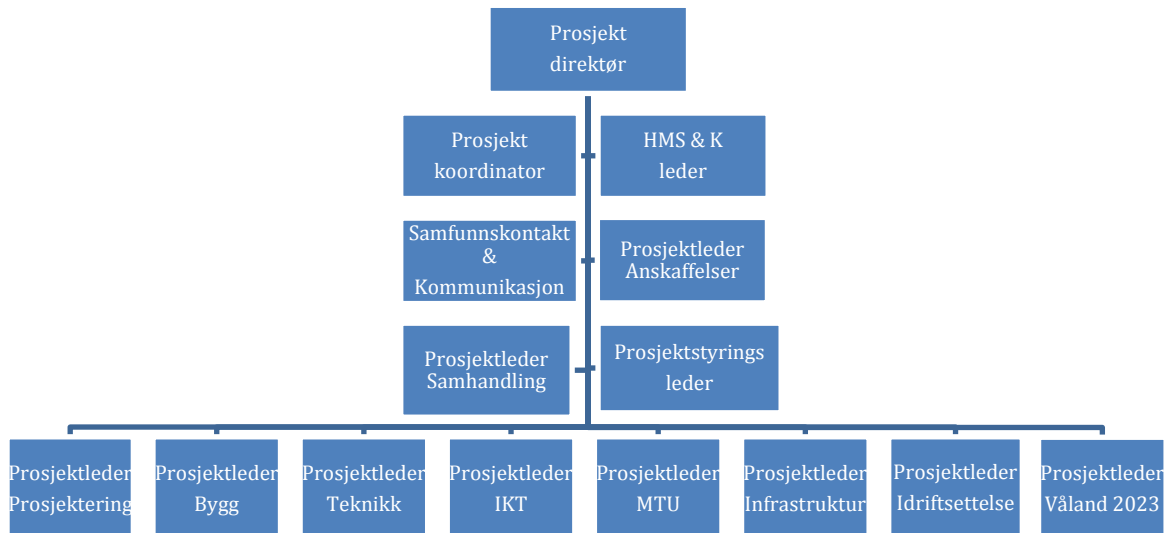 Prosjekt
direktør
Prosjekt
koordinator
HMS & K
leder
Samfunnskontakt
&
Kommunikasjon
Prosjektleder
Anskaffelser
Prosjektleder
Samhandling
Prosjektstyrings
leder
Prosjektleder
Prosjektering
Prosjektleder
Bygg
Prosjektleder
Teknikk
Prosjektleder
IKT
Prosjektleder
MTU
Prosjektleder
Infrastruktur
Prosjektleder
Idriftsettelse
Prosjektleder
Våland 2023